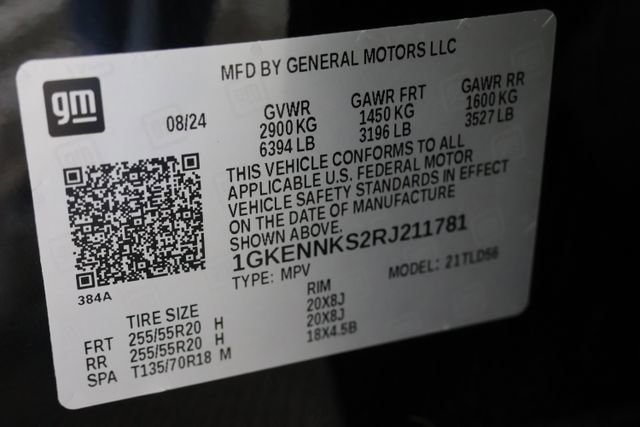 MFD BY GENERAL MOTORS LLC
gm
08/24
GVWR
2900 KG
6394 LB
GAWR FRT
1450 KG
3196 LB
GAWR RR
1600 KG
3527 LB
THIS VEHICLE CONFORMS TO ALL
APPLICABLE U.S. FEDERAL MOTOR
VEHICLE SAFETY STANDARDS IN EFFECT
ON THE DATE OF MANUFACTURE
SHOWN ABOVE.
1GKENNKS2RJ211781
TYPE: MPV MODEL: 21TLD56
384A
TIRE SIZE RIM
FRT 255/55R20 H 20X8J
RR 255/55R20 H 20X8J
SPA T135/70R18 M 18X4.5B